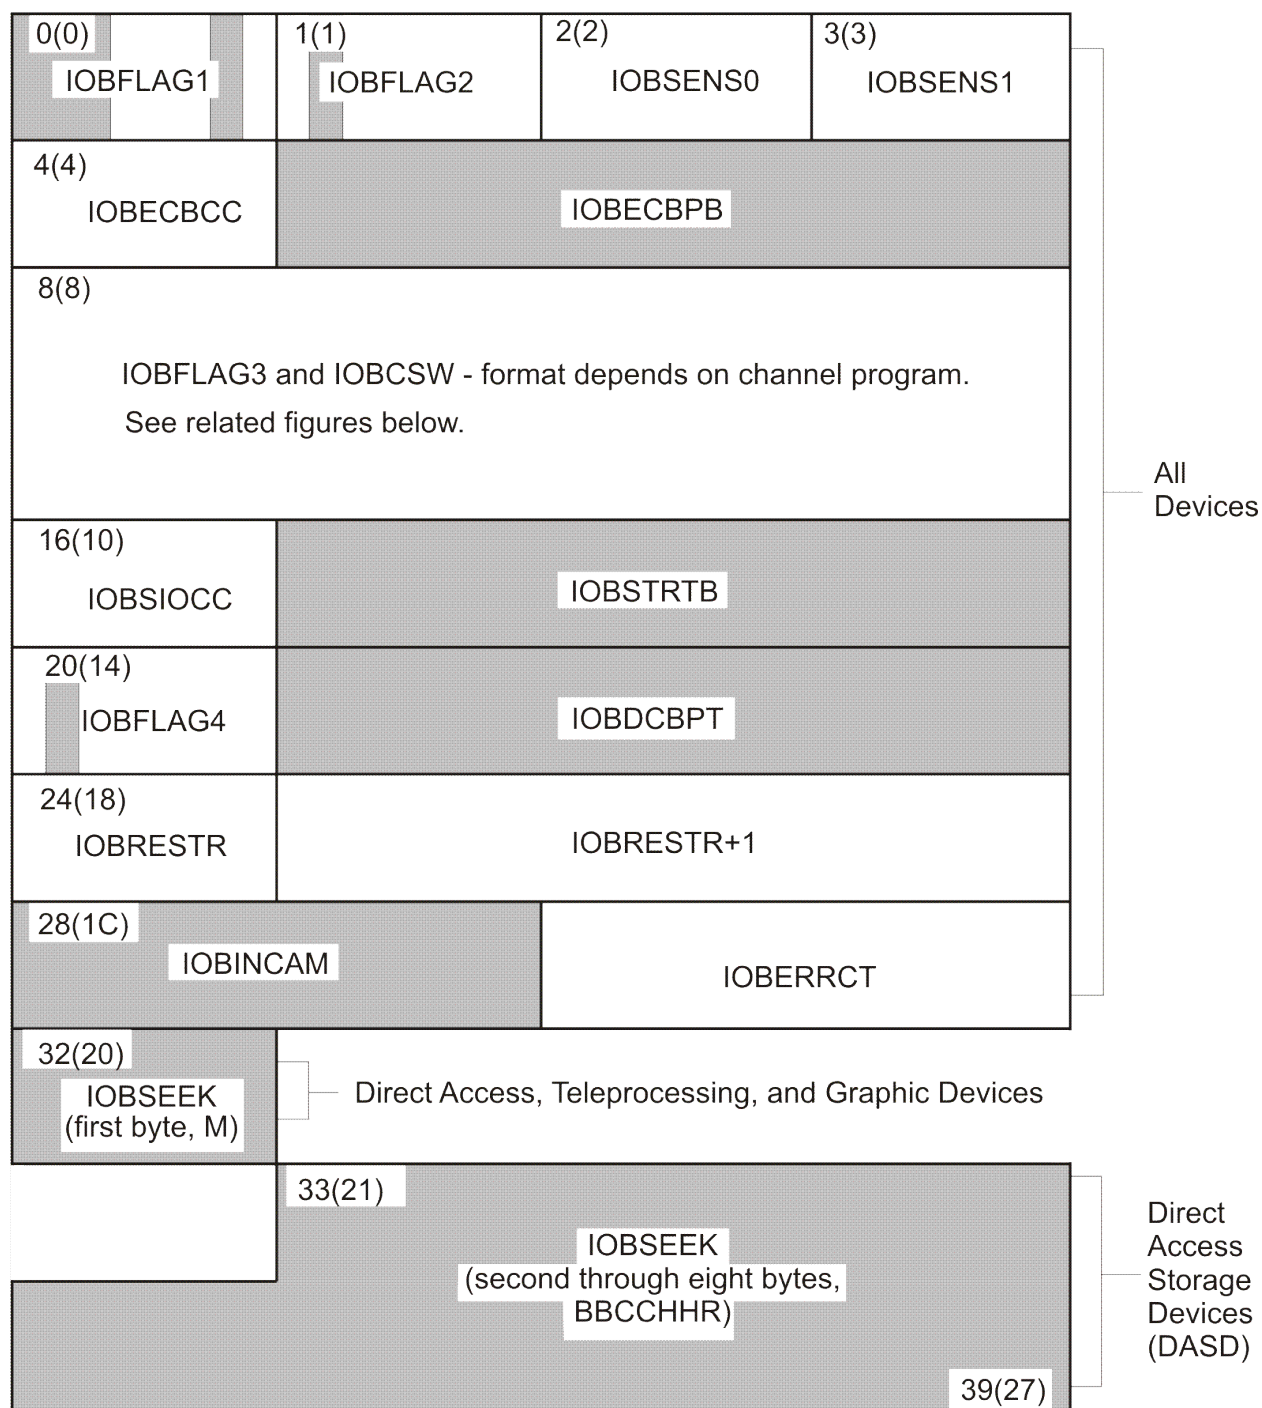 0(0)
IOBFLAG1
1(1)
IOBFLAG2
2(2)
IOBSENS0
3(3)
IOBSENS1
4(4)
IOBECBCC
IOBECBPB
8(8)
IOBFLAG3 and IOBCSW - format depends on channel program.
See related figures below.
All
Devices
16(10)
IOBSIOCC
IOBSTRTB
20(14)
IOBFLAG4
IOBDCBPT
24(18)
IOBRESTR
IOBRESTR+1
28(1C)
IOBINCAM
IOBERRCT
32(20)
IOBSEEK
(first byte, M)
Direct Access, Teleprocessing, and Graphic Devices
33(21)
IOBSEEK
(second through eight bytes,
BBCCHHR)
39(27)
Direct
Access
Storage
Devices
(DASD)